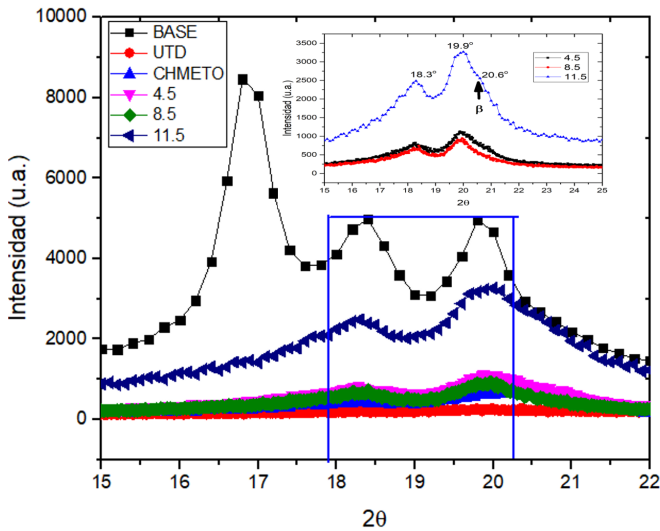 Intensidad (u.a.)
10000
8000
6000
4000
2000
0
15 16 17 18 19 20 21 22
2θ
BASE
UTD
CHMETO
4.5
8.5
11.5
Intensidad (u.a.)
3500
3000
2500
2000
1500
1000
500
0
15 16 17 18 19 20 21 22 23 24 25
2θ
18.3°
19.9°
20.6°
β
4.5
8.5
11.5